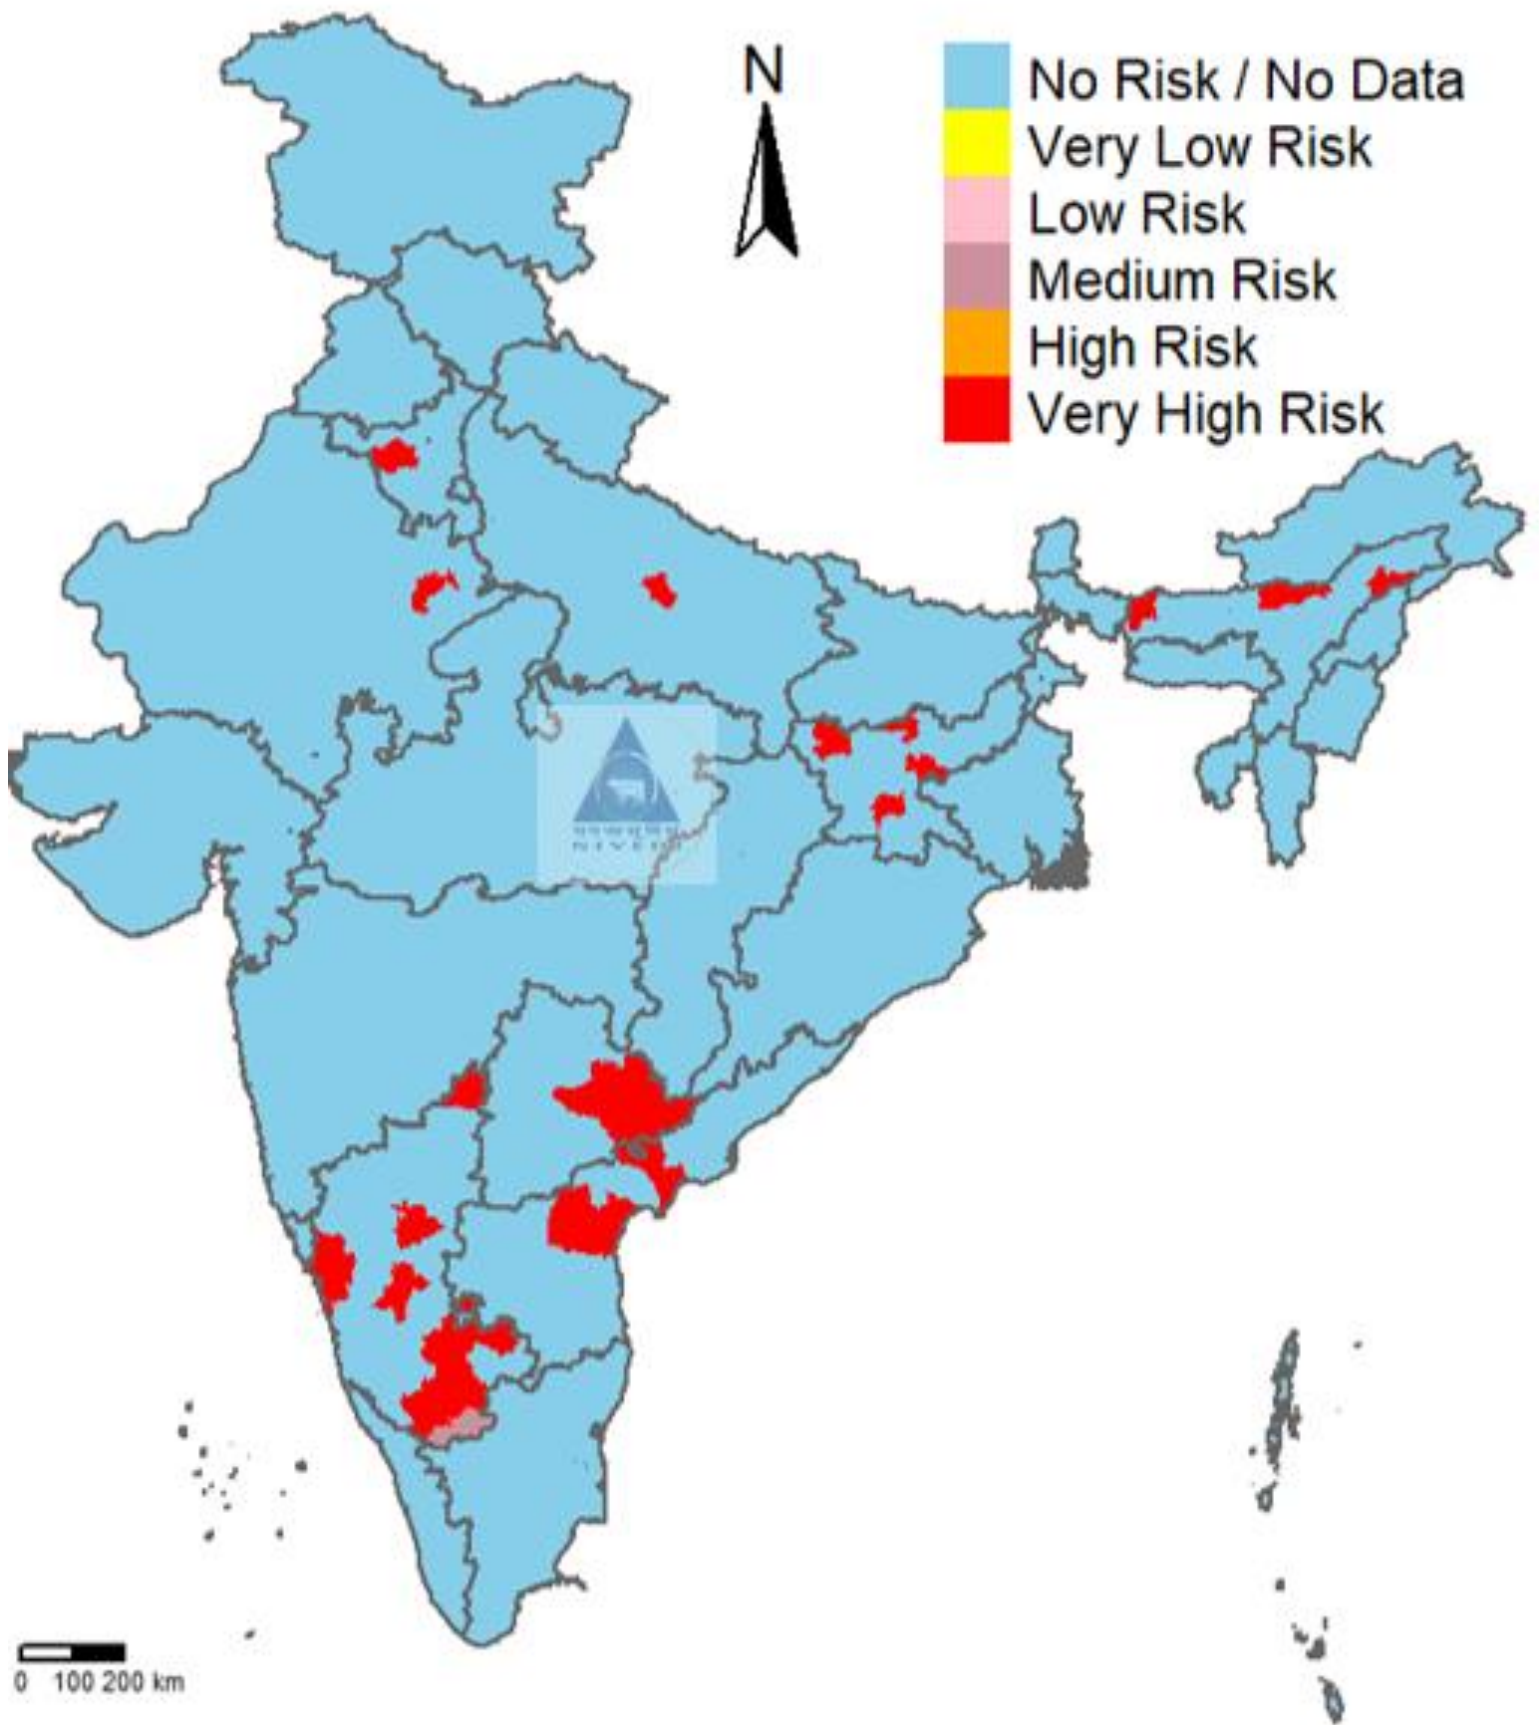 N
No Risk / No Data
Very Low Risk
Low Risk
Medium Risk
High Risk
Very High Risk
NIVEDI
0 100 200 km